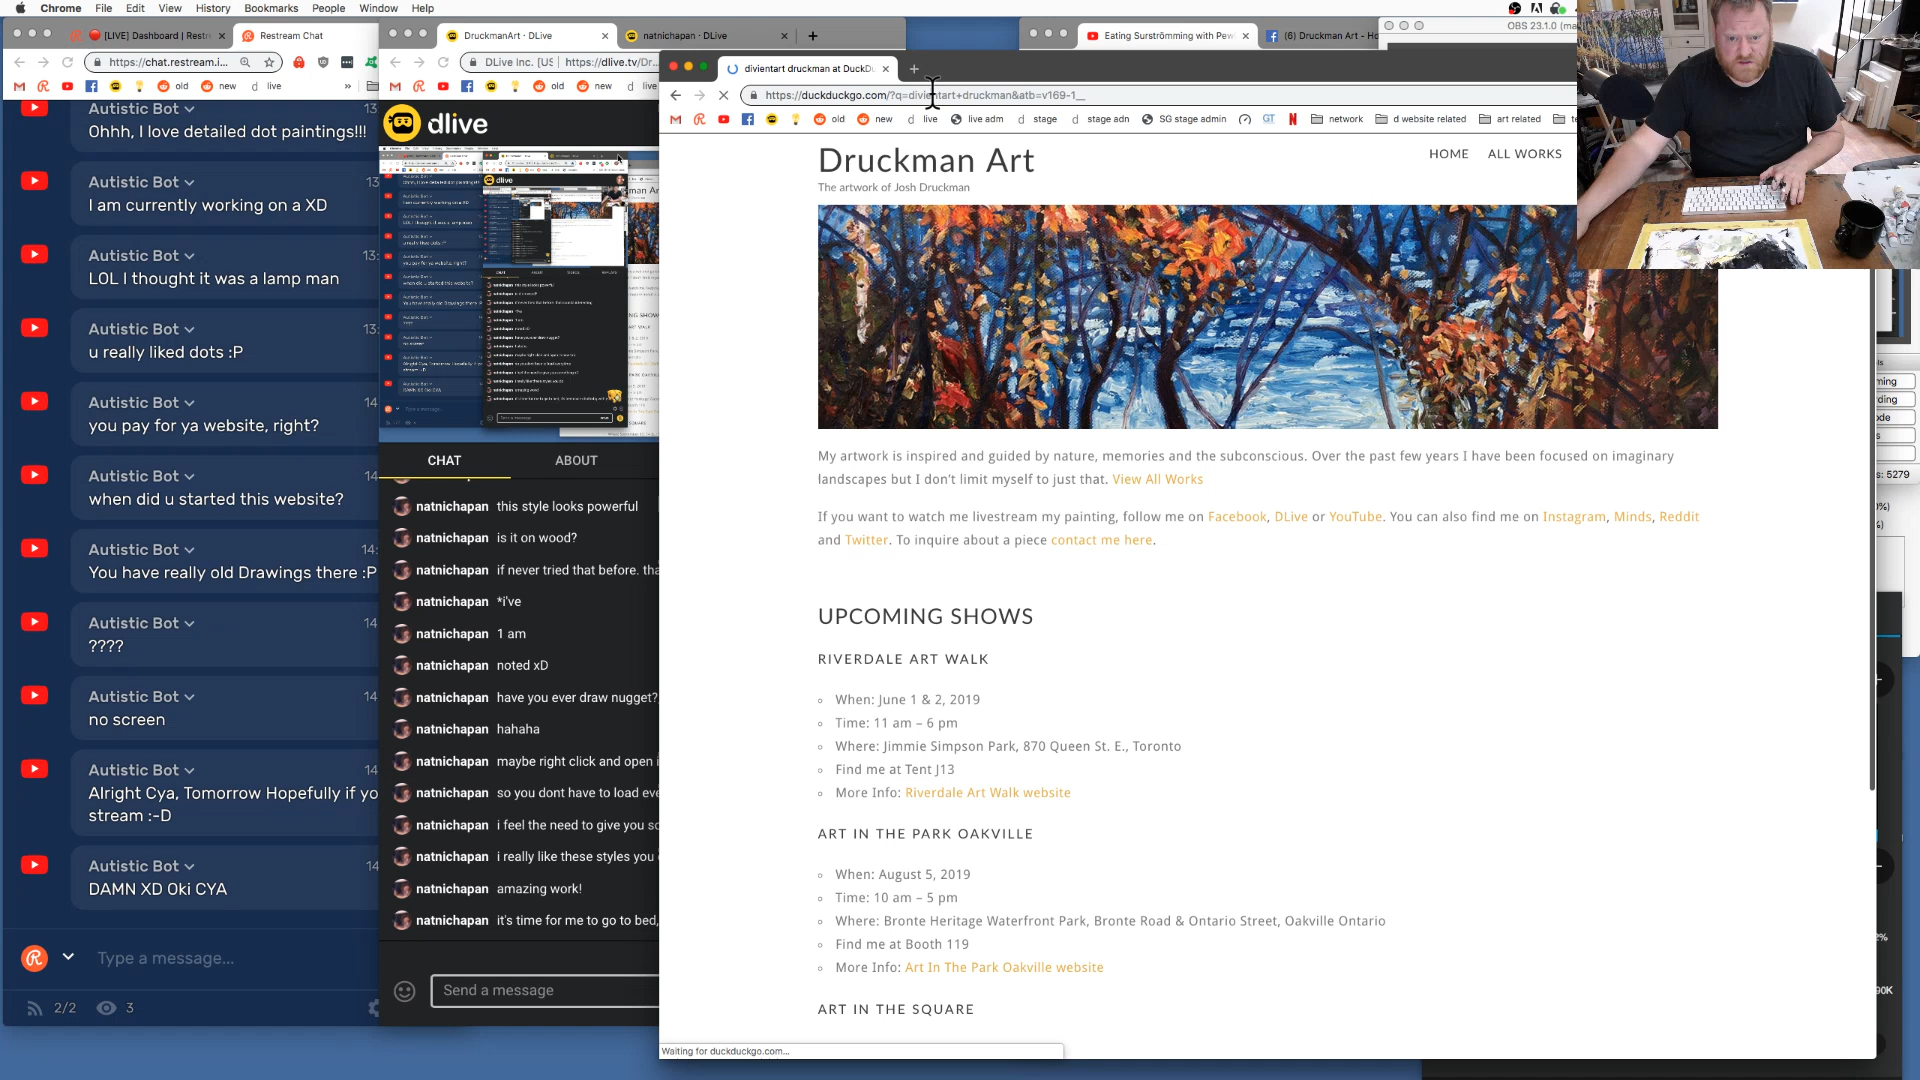 Chrome File Edit View History Bookmarks People Window Help
[LIVE] Dashboard | Restre
Restream Chat
https://chat.restream.i...
old
new
d live
Ohhh, I love detailed dot paintings!!!
Autistic Bot
I am currently working on a XD
Autistic Bot
LOL I thought it was a lamp man
Autistic Bot
u really liked dots :P
Autistic Bot
you pay for ya website, right?
Autistic Bot
when did u started this website?
Autistic Bot
You have really old Drawings there :P
Autistic Bot
????
Autistic Bot
no screen
Autistic Bot
Alright Cya, Tomorrow Hopefully if yo
stream :-D
Autistic Bot
DAMN XD Oki CYA
Type a message...
2/2 3
DruckmanArt · DLive
natnichapan · DLive
DLive Inc. [US] https://dlive.tv/Dr...
old
new
d live
dlive
CHAT ABOUT
natnichapan this style looks powerful
natnichapan is it on wood?
natnichapan if never tried that before. tha
natnichapan *i've
natnichapan 1 am
natnichapan noted xD
natnichapan have you ever draw nugget?
natnichapan hahaha
natnichapan maybe right click and open i
natnichapan so you dont have to load eve
natnichapan i feel the need to give you so
natnichapan i really like these styles you
natnichapan amazing work!
natnichapan it's time for me to go to bed,
Send a message
Eating Surströmming with Pew
(6) Druckman Art - Ho
OBS 23.1.0 (ma
divientart druckman at DuckDu
https://duckduckgo.com/?q=divientart+druckman&atb=v169-1__
old new d live live adm d stage d stage adn SG stage admin GT network d website related art related
Druckman Art
The artwork of Josh Druckman
HOME ALL WORKS
My artwork is inspired and guided by nature, memories and the subconscious. Over the past few years I have been focused on imaginary
landscapes but I don't limit myself to just that. View All Works
If you want to watch me livestream my painting, follow me on Facebook, DLive or YouTube. You can also find me on Instagram, Minds, Reddit
and Twitter. To inquire about a piece contact me here.
UPCOMING SHOWS
RIVERDALE ART WALK
When: June 1 & 2, 2019
Time: 11 am – 6 pm
Where: Jimmie Simpson Park, 870 Queen St. E., Toronto
Find me at Tent J13
More Info: Riverdale Art Walk website
ART IN THE PARK OAKVILLE
When: August 5, 2019
Time: 10 am – 5 pm
Where: Bronte Heritage Waterfront Park, Bronte Road & Ontario Street, Oakville Ontario
Find me at Booth 119
More Info: Art In The Park Oakville website
ART IN THE SQUARE
Waiting for duckduckgo.com...
s: 5279